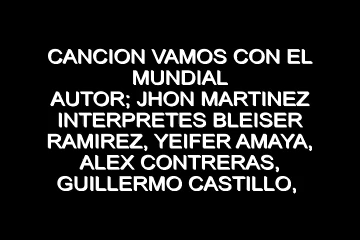 CANCION VAMOS CON EL
MUNDIAL
AUTOR; JHON MARTINEZ
INTERPRETES BLEISER
RAMIREZ, YEIFER AMAYA,
ALEX CONTRERAS,
GUILLERMO CASTILLO,